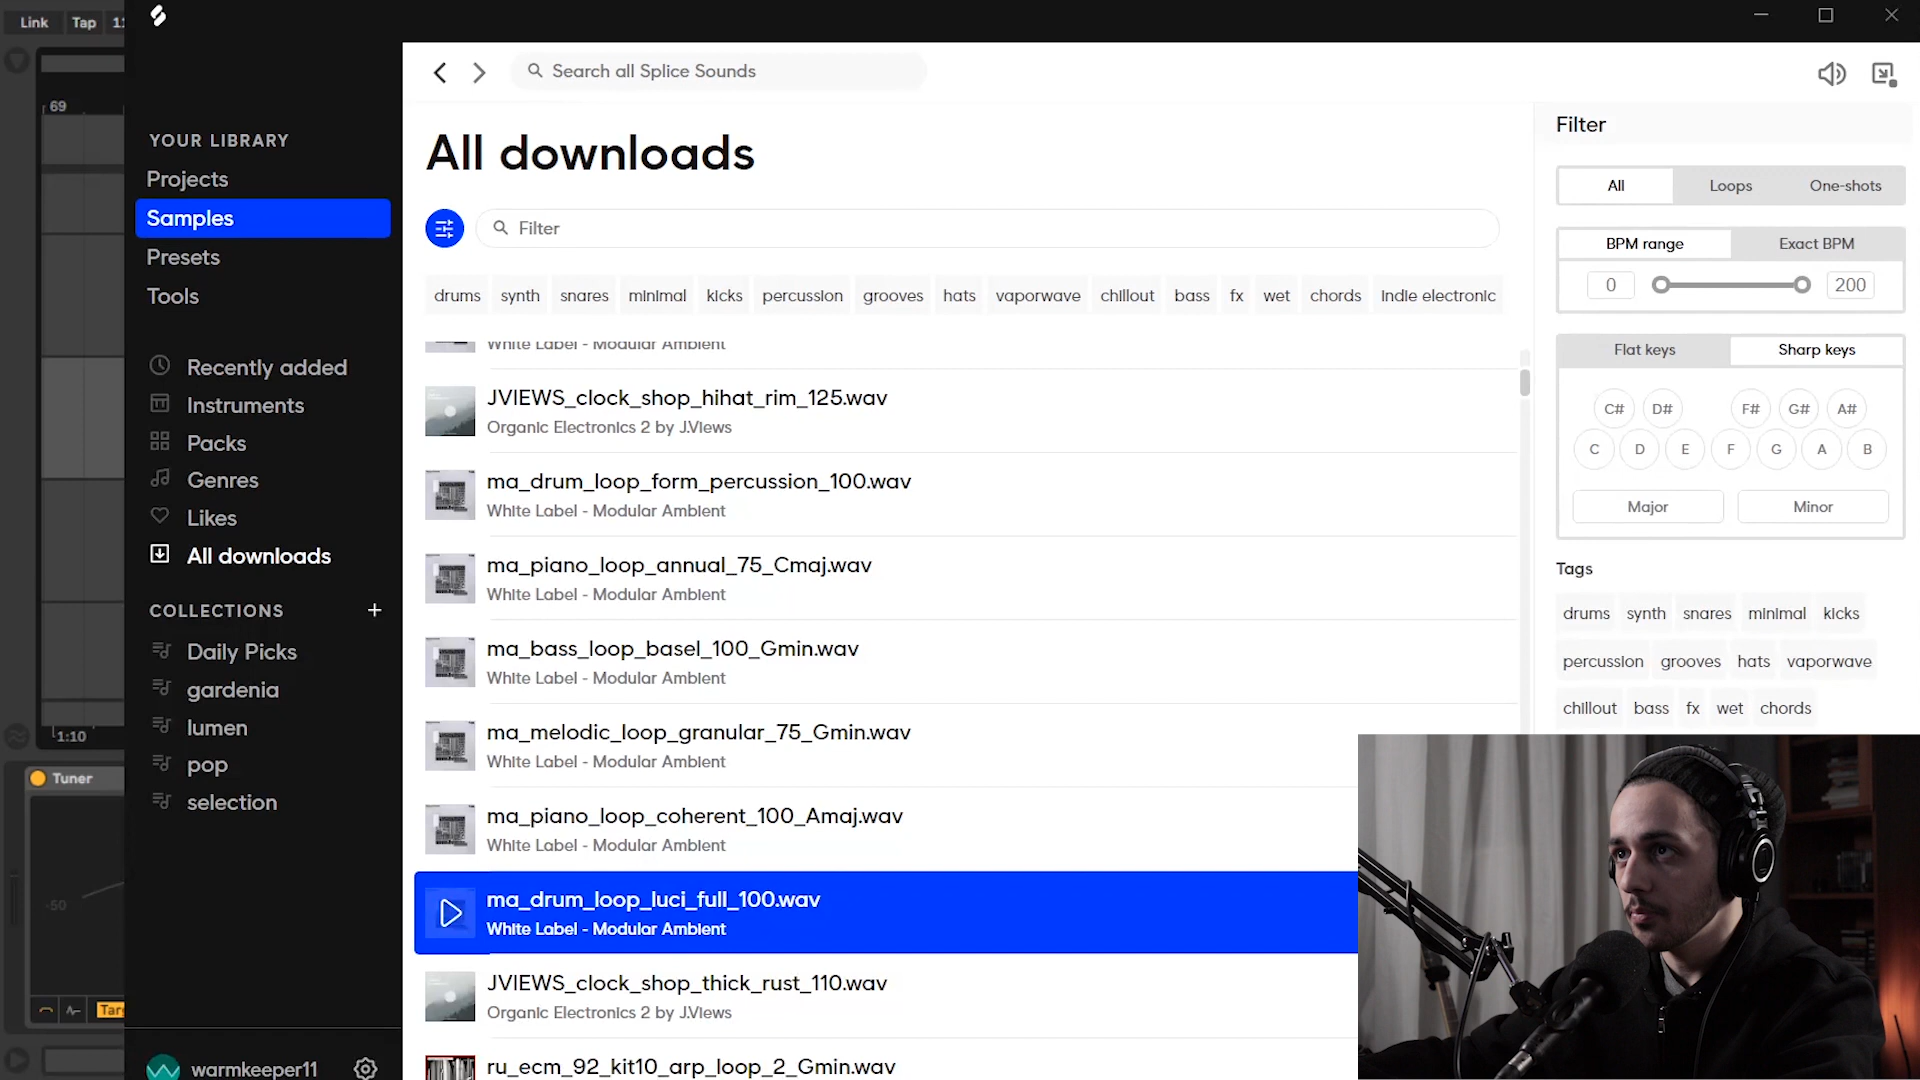 Link Tap
69
1:10
Tuner
-50
YOUR LIBRARY
Projects
Samples
Presets
Tools
Recently added
Instruments
Packs
Genres
Likes
All downloads
COLLECTIONS +
Daily Picks
gardenia
lumen
pop
selection
warmkeeper11
Search all Splice Sounds
All downloads
Filter
drums synth snares minimal kicks percussion grooves hats vaporwave chillout bass fx wet chords indie electronic
White Label - Modular Ambient
JVIEWS_clock_shop_hihat_rim_125.wav
Organic Electronics 2 by J.Views
ma_drum_loop_form_percussion_100.wav
White Label - Modular Ambient
ma_piano_loop_annual_75_Cmaj.wav
White Label - Modular Ambient
ma_bass_loop_basel_100_Gmin.wav
White Label - Modular Ambient
ma_melodic_loop_granular_75_Gmin.wav
White Label - Modular Ambient
ma_piano_loop_coherent_100_Amaj.wav
White Label - Modular Ambient
ma_drum_loop_luci_full_100.wav
White Label - Modular Ambient
JVIEWS_clock_shop_thick_rust_110.wav
Organic Electronics 2 by J.Views
ru_ecm_92_kit10_arp_loop_2_Gmin.wav
Filter
All Loops One-shots
BPM range Exact BPM
0 200
Flat keys Sharp keys
C# D# F# G# A#
C D E F G A B
Major Minor
Tags
drums synth snares minimal kicks
percussion grooves hats vaporwave
chillout bass fx wet chords